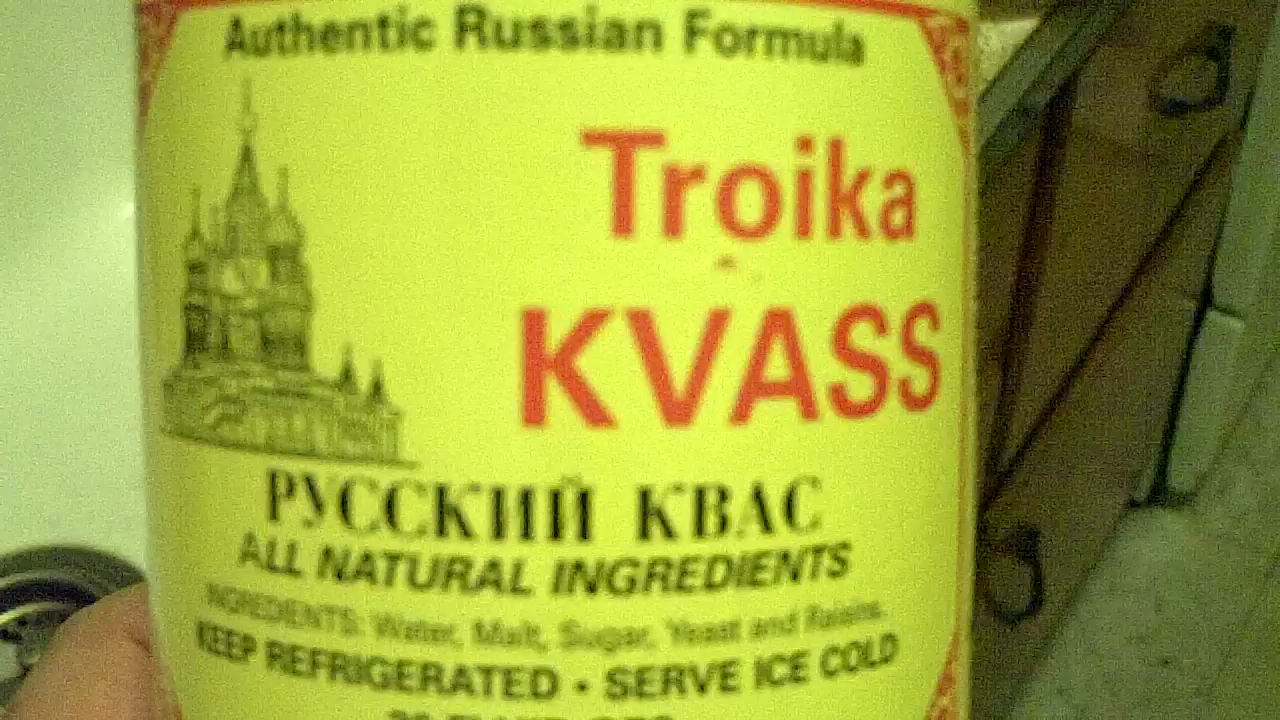 Authentic Russian Formula
Troika
KVASS
РУССКИЙ КВАС
ALL NATURAL INGREDIENTS
INGREDIENTS: Water, Malt, Sugar, Yeast and Raisins.
KEEP REFRIGERATED • SERVE ICE COLD